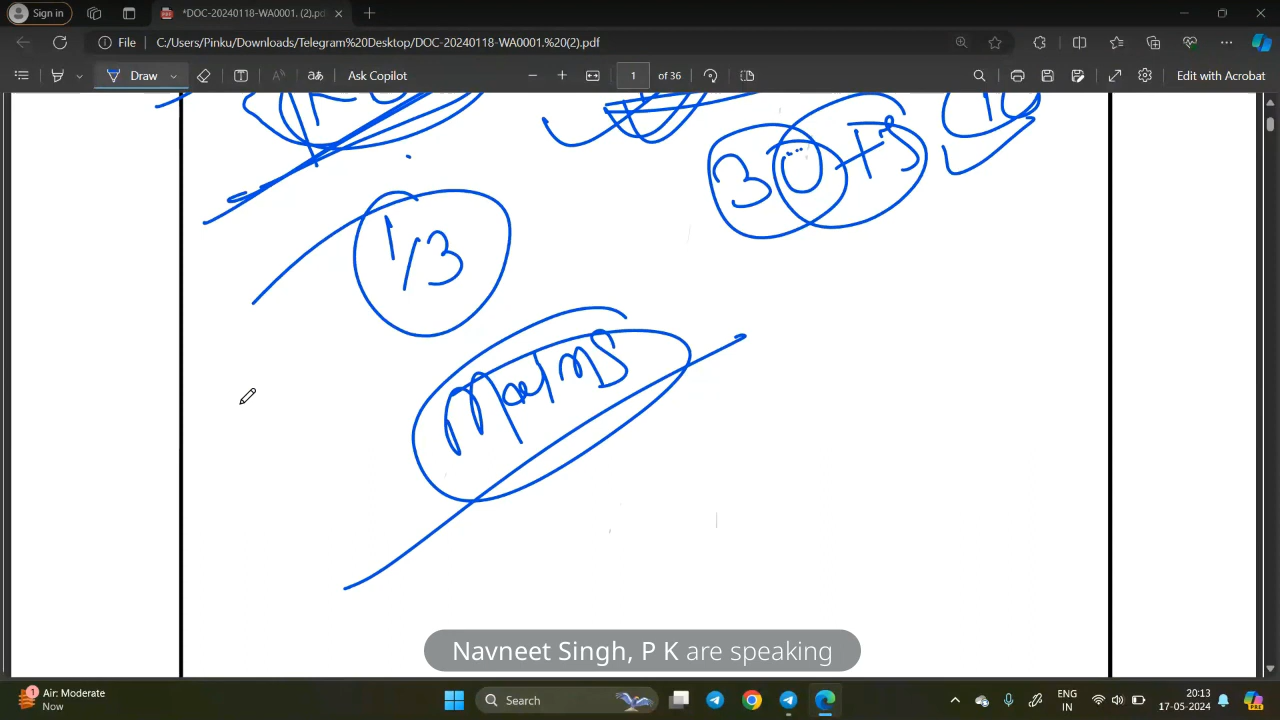 Sign in
*DOC-20240118-WA0001. (2).pdf
File
C:/Users/Pinku/Downloads/Telegram%20Desktop/DOC-20240118-WA0001.%20(2).pdf
Draw
Ask Copilot
1
of 36
Edit with Acrobat
30+
1/3
Navneet Singh, P K are speaking
1
Air: Moderate
Now
Search
ENG
IN
20:13
17-05-2024